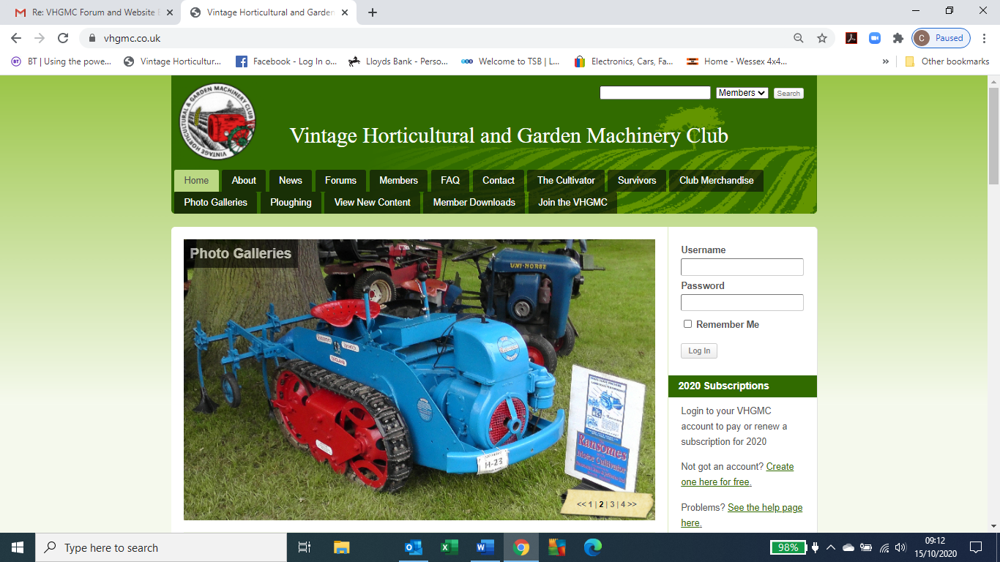 Re: VHGMC Forum and Website
Vintage Horticultural and Garden
vhgmc.co.uk
C Paused
BT | Using the powe...
Vintage Horticultur...
Facebook - Log In o...
Lloyds Bank - Perso...
Welcome to TSB | L...
Electronics, Cars, Fa...
Home - Wessex 4x4...
»
Other bookmarks
VINTAGE HORTICULTURAL & GARDEN MACHINERY CLUB
Members
Search
Vintage Horticultural and Garden Machinery Club
Home About News Forums Members FAQ Contact The Cultivator Survivors Club Merchandise
Photo Galleries Ploughing View New Content Member Downloads Join the VHGMC
Photo Galleries
UNI-HORSE
H-23
Ransomes
Motor Cultivator
<< 1 | 2 | 3 | 4 >>
Username
Password
Remember Me
Log In
2020 Subscriptions
Login to your VHGMC
account to pay or renew a
subscription for 2020
Not got an account? Create
one here for free.
Problems? See the help page
here.
Type here to search
98%
09:12
15/10/2020